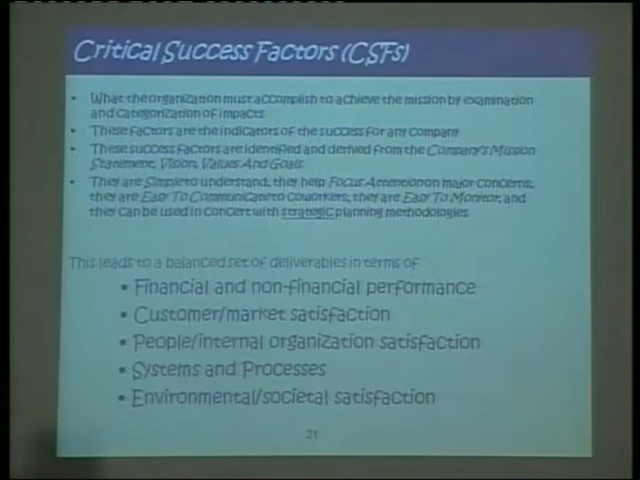 Critical Success Factors (CSFs)
• What the organization must accomplish to achieve the mission by examination
and categorization of impacts
• These factors are the indicators of the success for any company
• These success factors are identified and derived from the Company's Mission
Statement, Vision, Values And Goals.
• They are Simple to understand, they help Focus Attention on major concerns,
they are Easy To Communicate to coworkers, they are Easy To Monitor, and
they can be used in concert with strategic planning methodologies
This leads to a balanced set of deliverables in terms of:
• Financial and non-financial performance
• Customer/market satisfaction
• People/internal organization satisfaction
• Systems and Processes
• Environmental/societal satisfaction
21